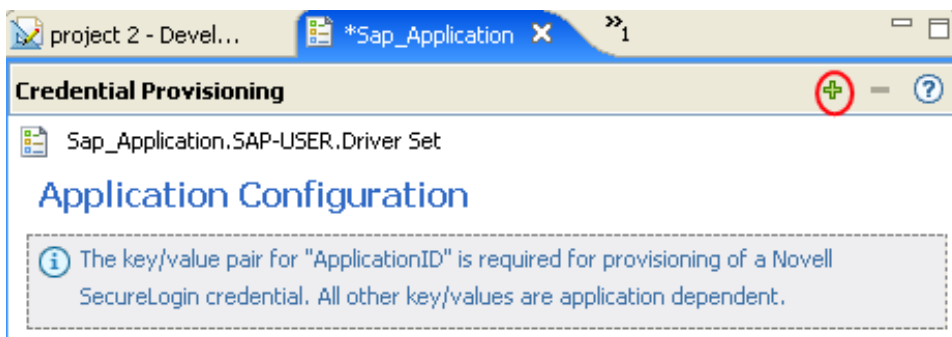 project 2 - Devel... *Sap_Application »1
Credential Provisioning
Sap_Application.SAP-USER.Driver Set
Application Configuration
The key/value pair for "ApplicationID" is required for provisioning of a Novell
SecureLogin credential. All other key/values are application dependent.